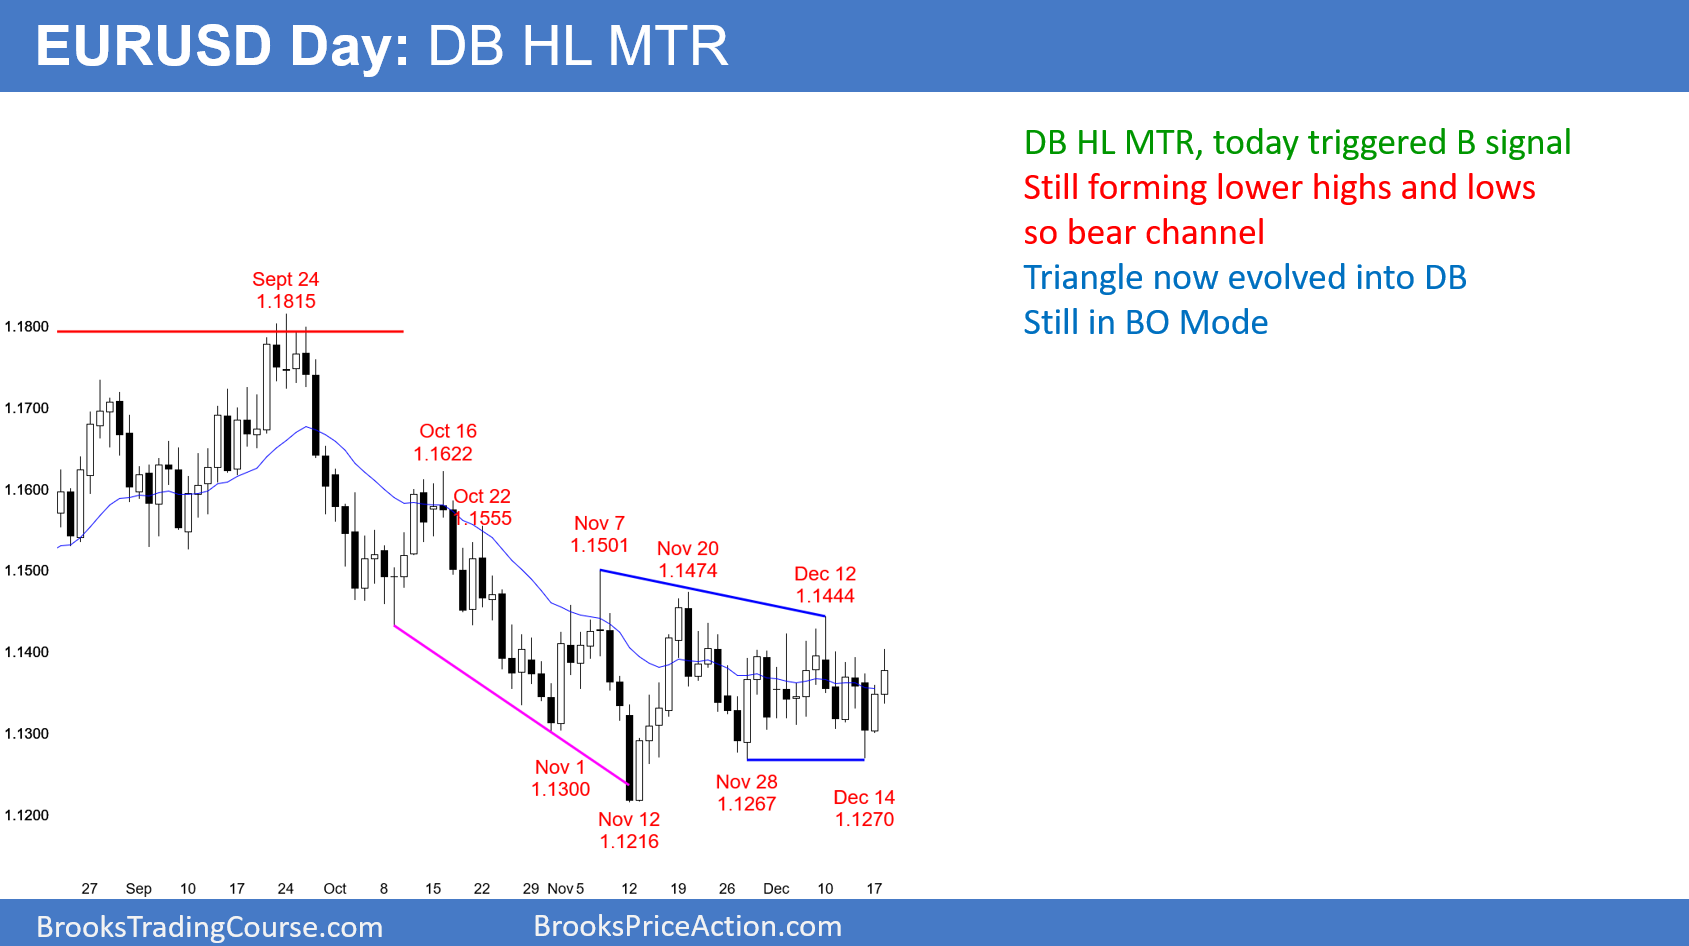 EURUSD Day: DB HL MTR
DB HL MTR, today triggered B signal
Still forming lower highs and lows
so bear channel
Triangle now evolved into DB
Still in BO Mode
Sept 24
1.1815
Oct 16
1.1622
Oct 22
1.1555
Nov 7
1.1501
Nov 20
1.1474
Dec 12
1.1444
Nov 1
1.1300
Nov 12
1.1216
Nov 28
1.1267
Dec 14
1.1270
1.1800
1.1700
1.1600
1.1500
1.1400
1.1300
1.1200
27 Sep 10 17 24 Oct 8 15 22 29 Nov 5 12 19 26 Dec 10 17
BrooksTradingCourse.com BrooksPriceAction.com